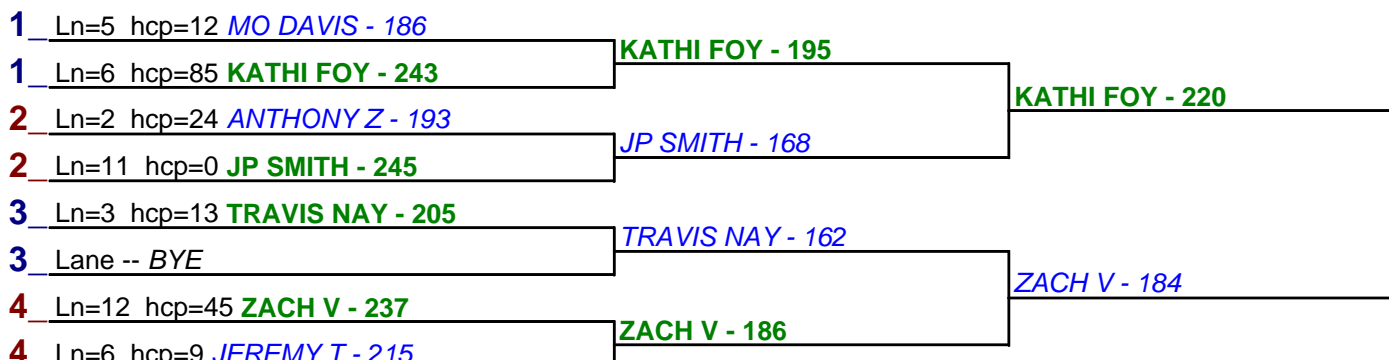 1_ Ln=5 hcp=12 MO DAVIS - 186
KATHI FOY - 195
1_ Ln=6 hcp=85 KATHI FOY - 243
KATHI FOY - 220
2_ Ln=2 hcp=24 ANTHONY Z - 193
JP SMITH - 168
2_ Ln=11 hcp=0 JP SMITH - 245
3_ Ln=3 hcp=13 TRAVIS NAY - 205
TRAVIS NAY - 162
3_ Lane -- BYE
ZACH V - 184
4_ Ln=12 hcp=45 ZACH V - 237
ZACH V - 186
4 Ln=6 hcp=9 JEREMY T - 215